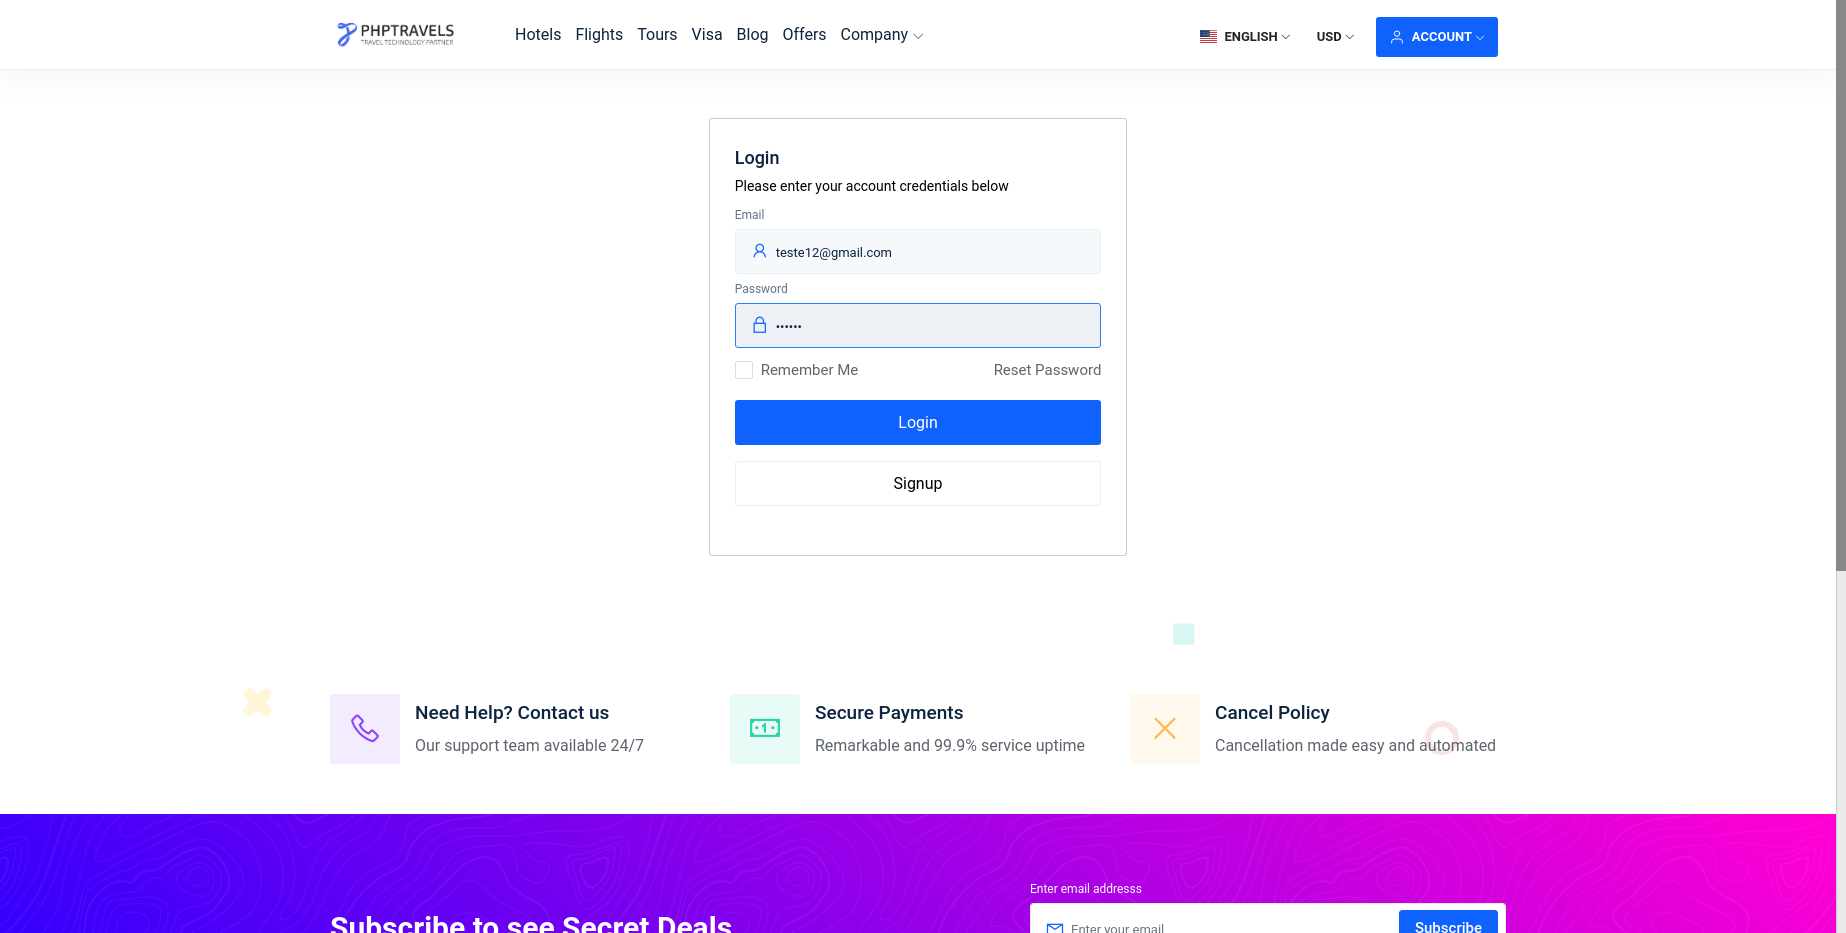 PHPTRAVELS
TRAVEL TECHNOLOGY PARTNER
Hotels Flights Tours Visa Blog Offers Company
ENGLISH USD ACCOUNT
Login
Please enter your account credentials below
Email
teste12@gmail.com
Password
••••••
Remember Me Reset Password
Login
Signup
Need Help? Contact us
Our support team available 24/7
Secure Payments
Remarkable and 99.9% service uptime
Cancel Policy
Cancellation made easy and automated
Subscribe to see Secret Deals
Enter email addresss
Enter your email
Subscribe